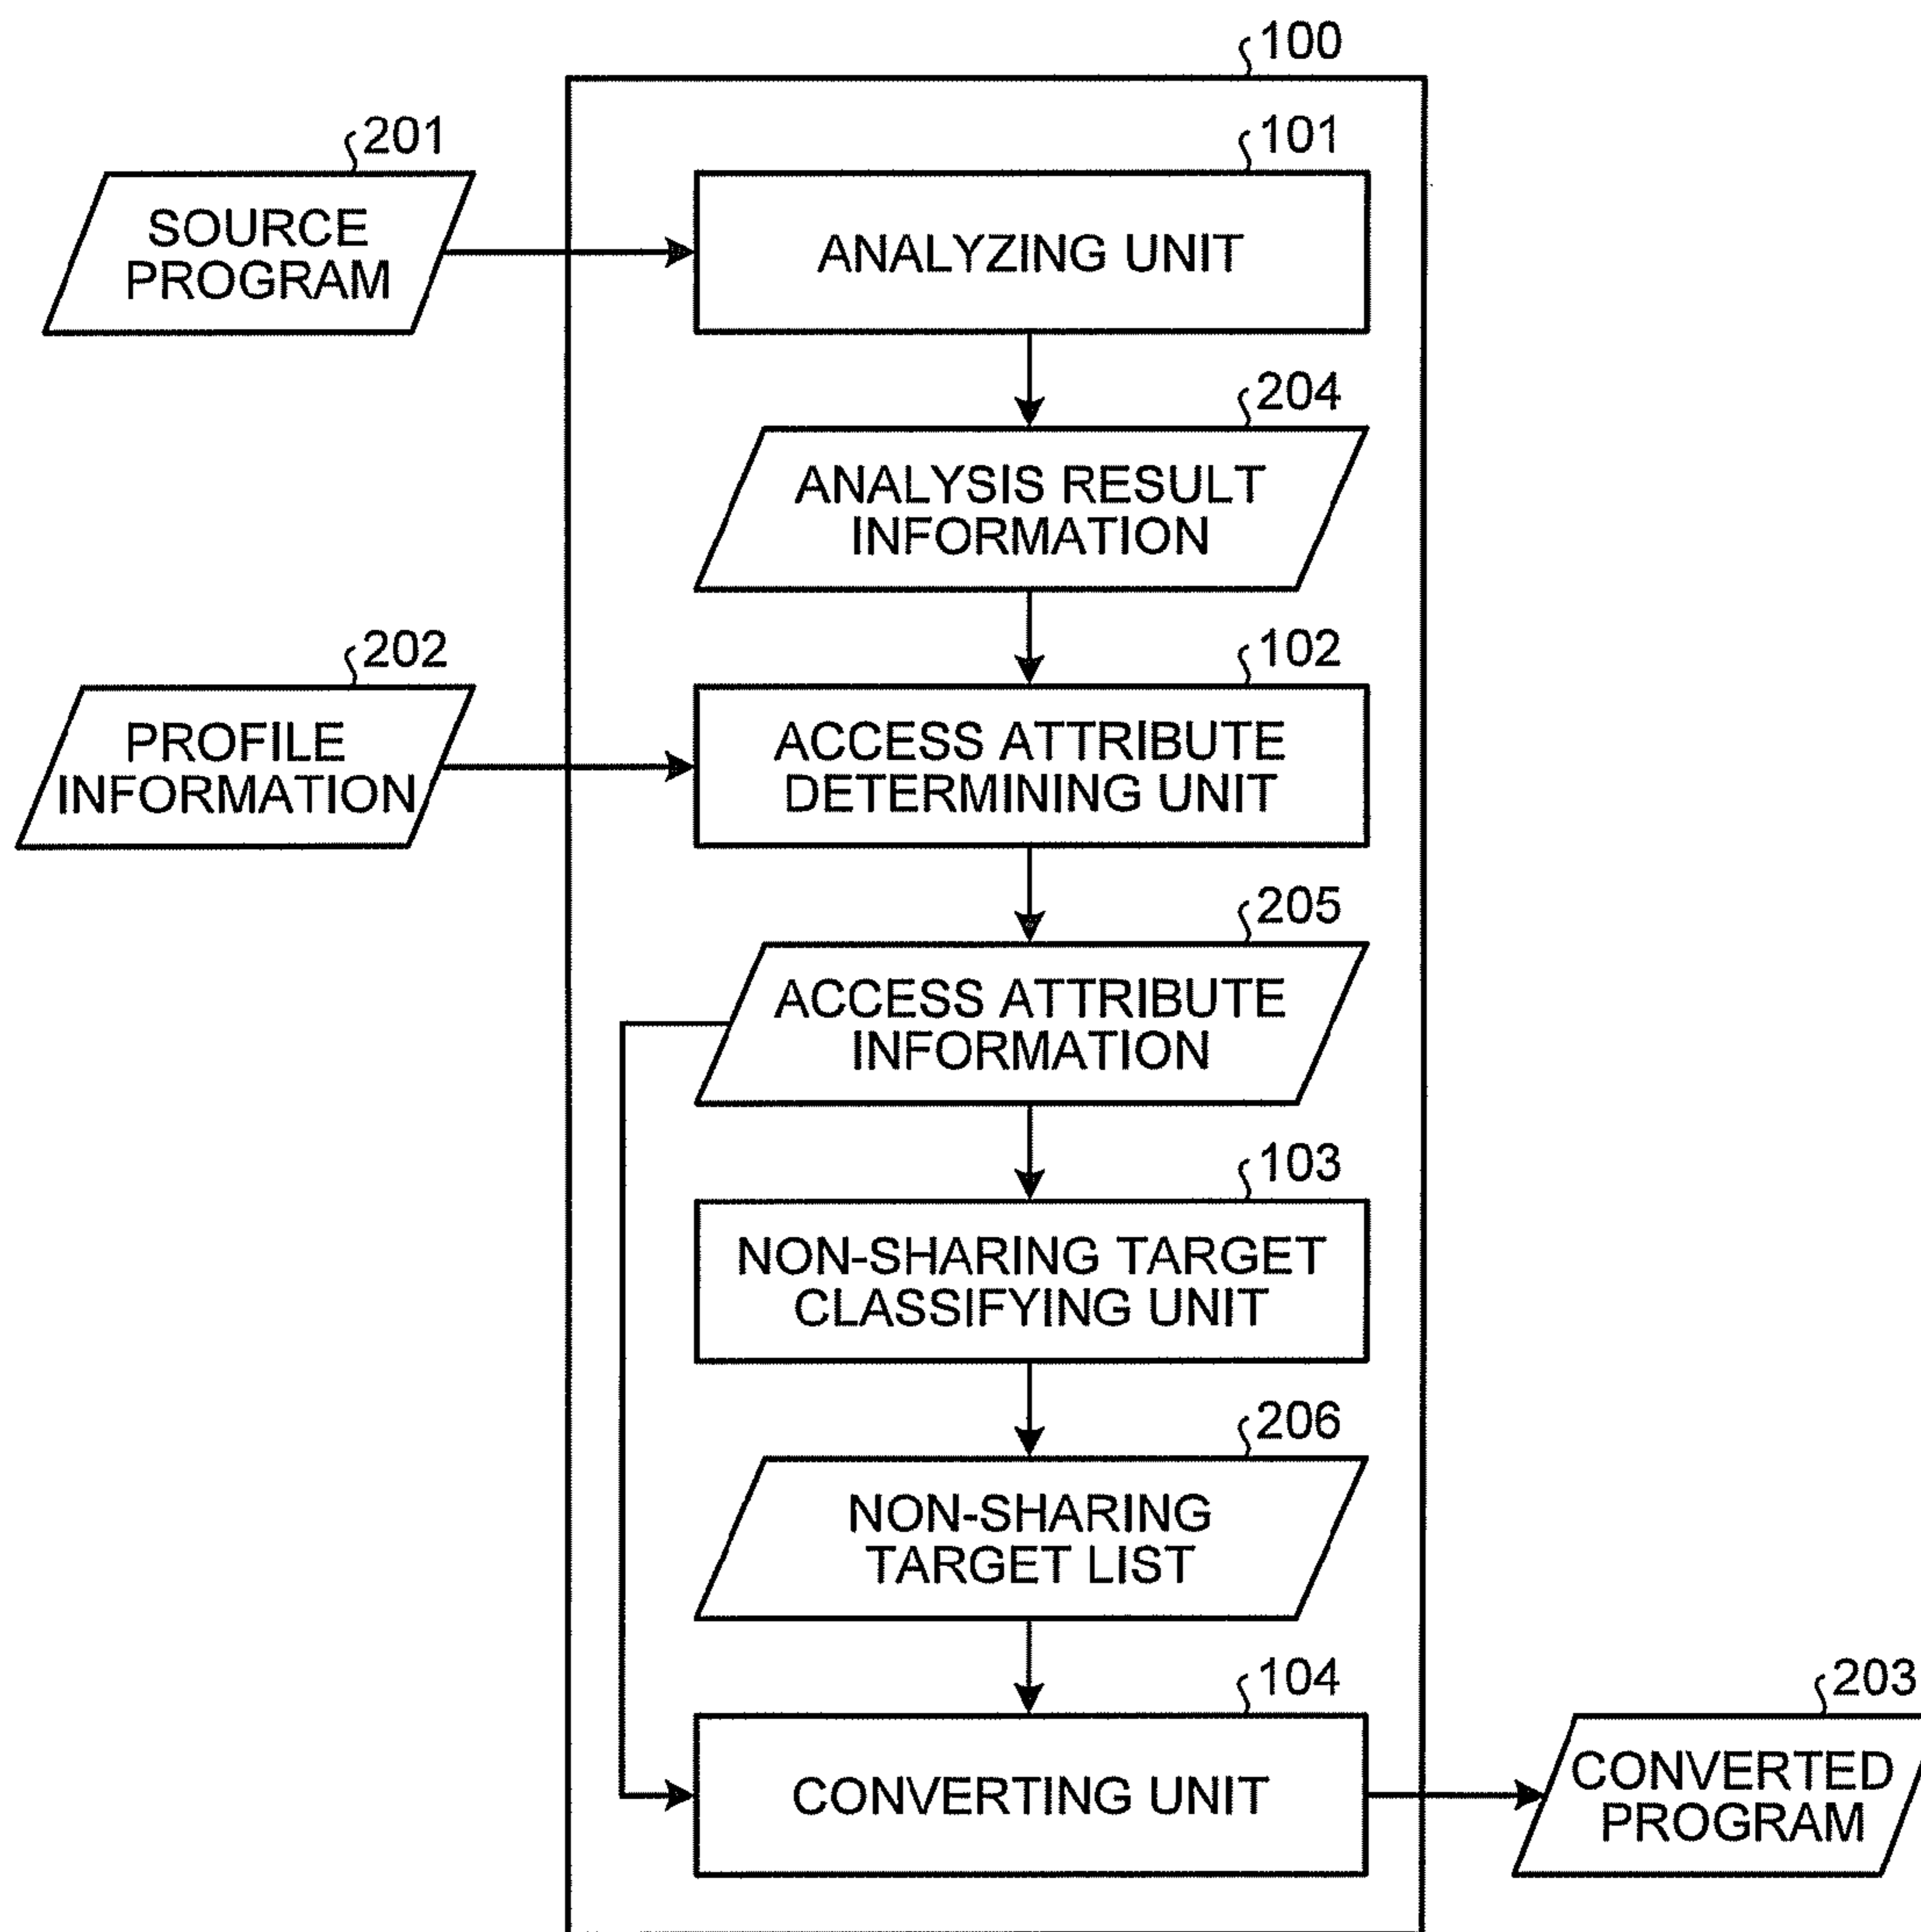 100
201
SOURCE
PROGRAM
101
ANALYZING UNIT
204
ANALYSIS RESULT
INFORMATION
202
PROFILE
INFORMATION
102
ACCESS ATTRIBUTE
DETERMINING UNIT
205
ACCESS ATTRIBUTE
INFORMATION
103
NON-SHARING TARGET
CLASSIFYING UNIT
206
NON-SHARING
TARGET LIST
104
CONVERTING UNIT
203
CONVERTED
PROGRAM